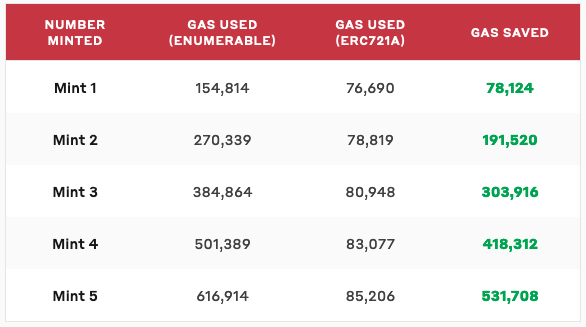 NUMBER MINTED GAS USED (ENUMERABLE) GAS USED (ERC721A) GAS SAVED
Mint 1 154,814 76,690 78,124
Mint 2 270,339 78,819 191,520
Mint 3 384,864 80,948 303,916
Mint 4 501,389 83,077 418,312
Mint 5 616,914 85,206 531,708